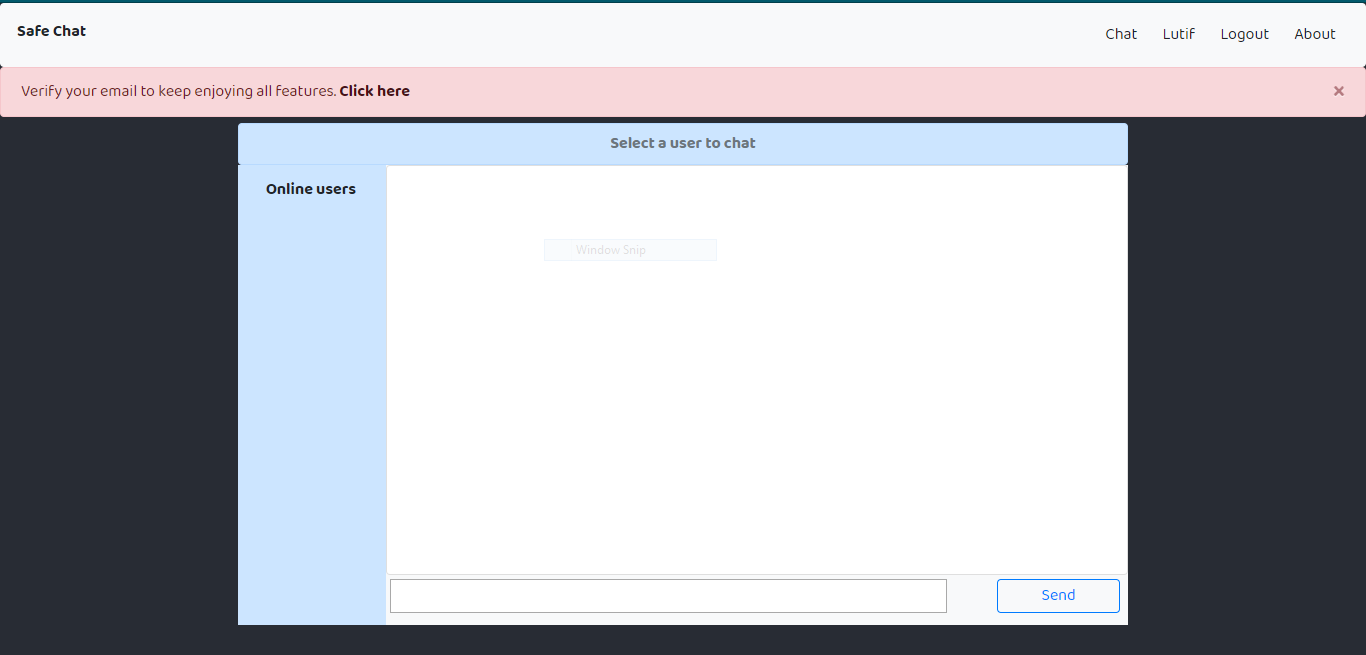 Safe Chat
Chat Lutif Logout About
Verify your email to keep enjoying all features. Click here ×
Select a user to chat
Online users
Window Snip
Send